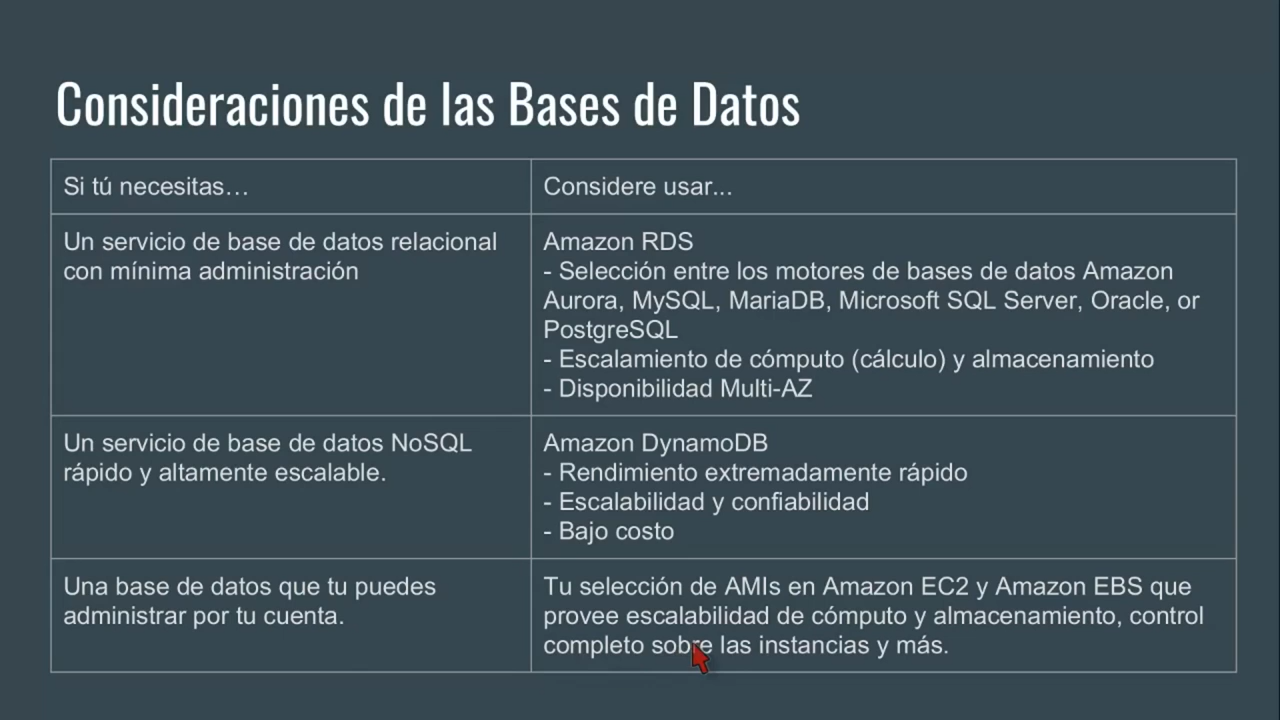 Consideraciones de las Bases de Datos
Si tú necesitas…
Considere usar...
Un servicio de base de datos relacional
con mínima administración
Amazon RDS
- Selección entre los motores de bases de datos Amazon
Aurora, MySQL, MariaDB, Microsoft SQL Server, Oracle, or
PostgreSQL
- Escalamiento de cómputo (cálculo) y almacenamiento
- Disponibilidad Multi-AZ
Un servicio de base de datos NoSQL
rápido y altamente escalable.
Amazon DynamoDB
- Rendimiento extremadamente rápido
- Escalabilidad y confiabilidad
- Bajo costo
Una base de datos que tu puedes
administrar por tu cuenta.
Tu selección de AMIs en Amazon EC2 y Amazon EBS que
provee escalabilidad de cómputo y almacenamiento, control
completo sobre las instancias y más.